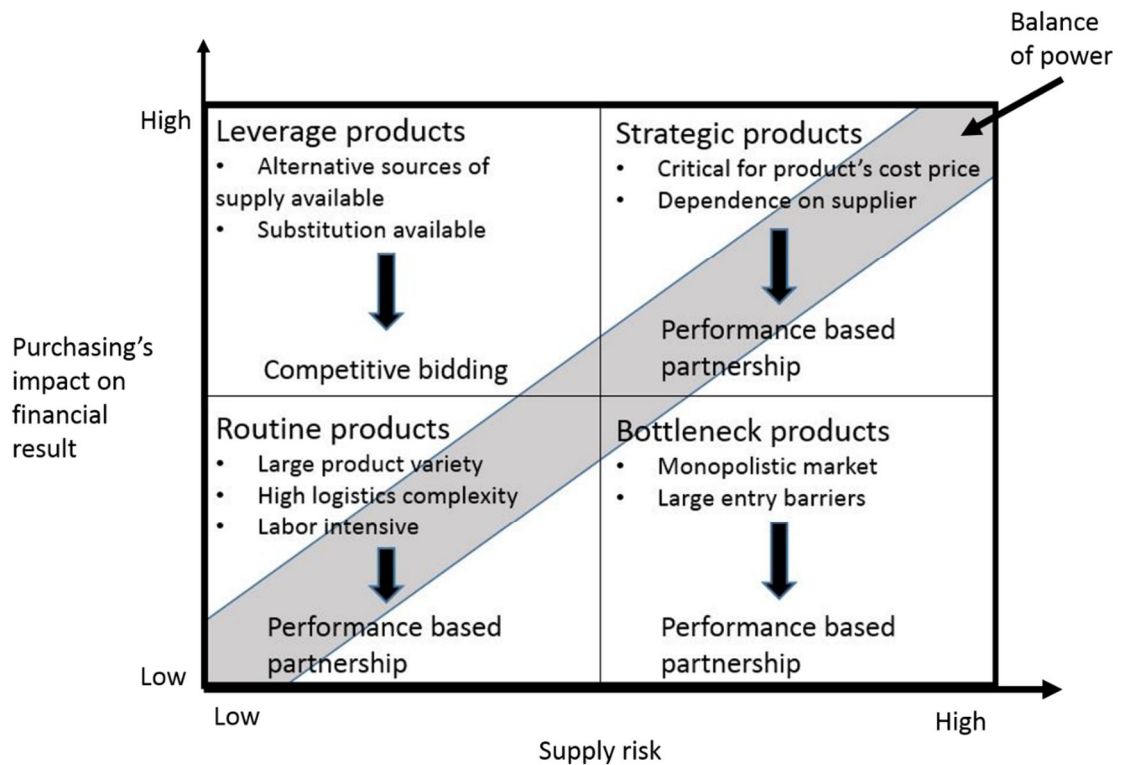 Balance
of power
High
Leverage products
• Alternative sources of
supply available
• Substitution available
Competitive bidding
Strategic products
• Critical for product’s cost price
• Dependence on supplier
Performance based
partnership
Purchasing’s
impact on
financial
result
Routine products
• Large product variety
• High logistics complexity
• Labor intensive
Performance based
partnership
Bottleneck products
• Monopolistic market
• Large entry barriers
Performance based
partnership
Low
Low
High
Supply risk